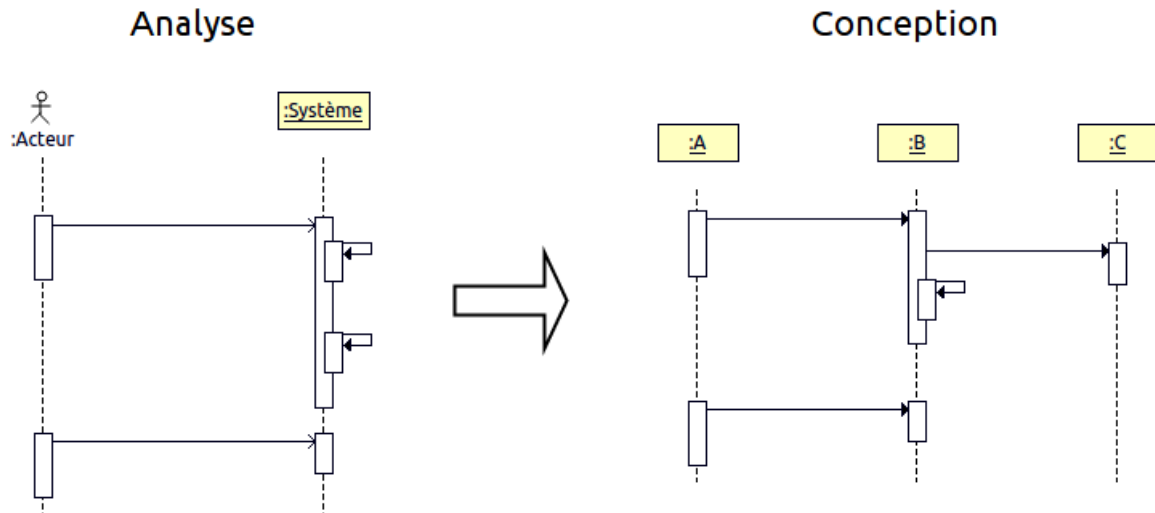 Analyse
Conception
:Acteur
:Système
:A
:B
:C